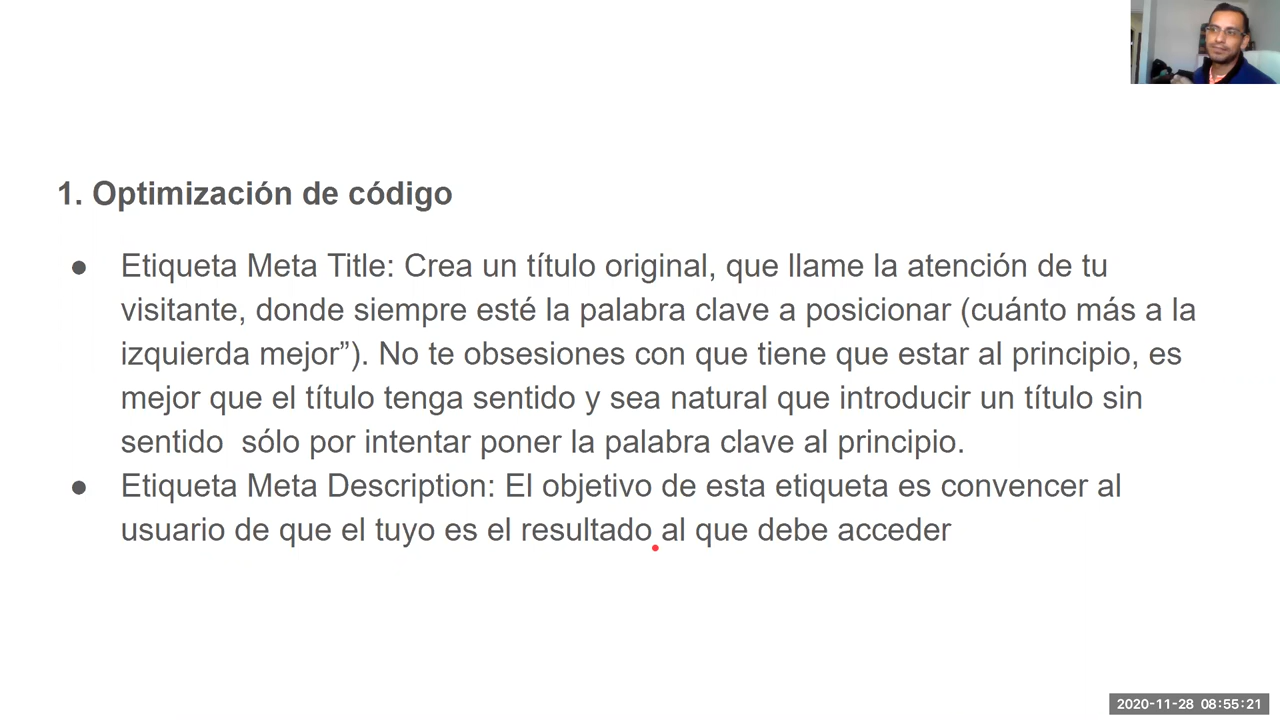 1. Optimización de código
● Etiqueta Meta Title: Crea un título original, que llame la atención de tu
visitante, donde siempre esté la palabra clave a posicionar (cuánto más a la
izquierda mejor”). No te obsesiones con que tiene que estar al principio, es
mejor que el título tenga sentido y sea natural que introducir un título sin
sentido  sólo por intentar poner la palabra clave al principio.
● Etiqueta Meta Description: El objetivo de esta etiqueta es convencer al
usuario de que el tuyo es el resultado al que debe acceder
2020-11-28 08:55:21